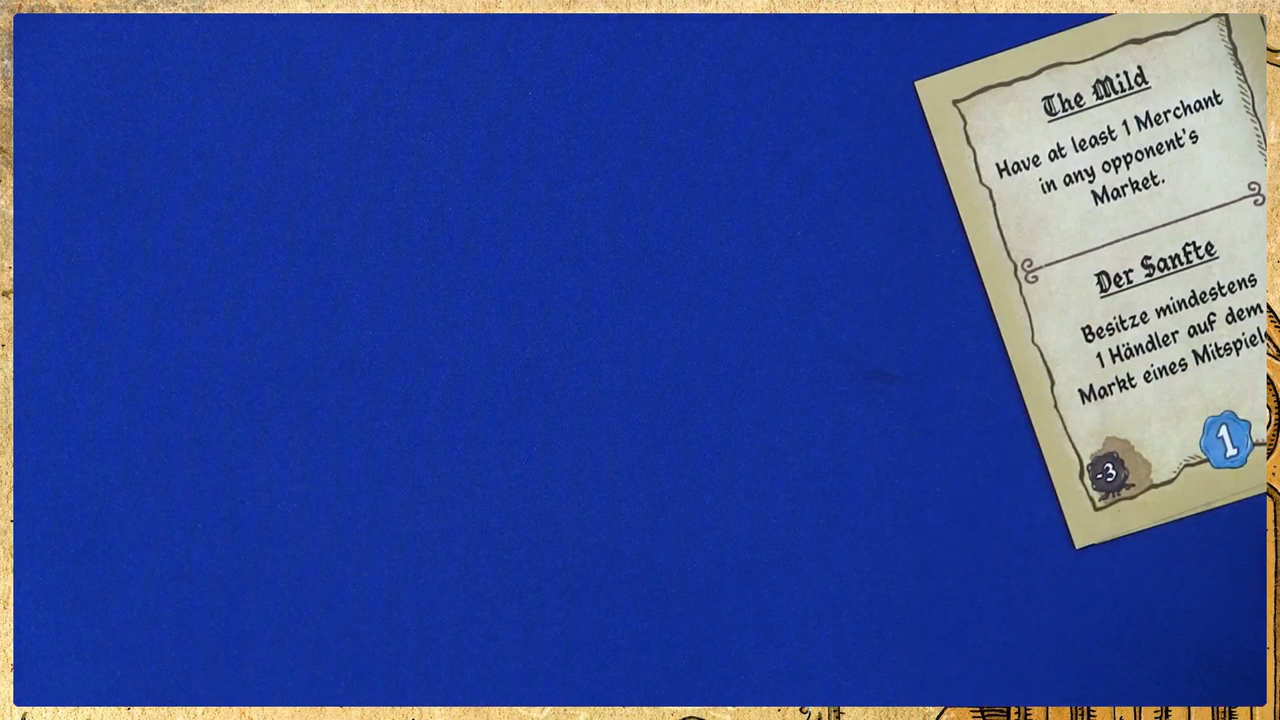 The Mild
Have at least 1 Merchant
in any opponent's
Market.
Der Sanfte
Besitze mindestens
1 Händler auf dem
Markt eines
-3
1